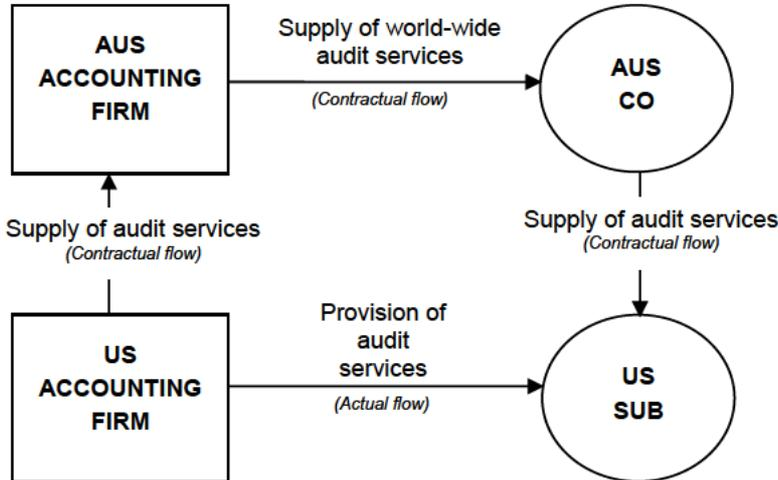 AUS
ACCOUNTING
FIRM
Supply of world-wide
audit services
(Contractual flow)
AUS
CO
Supply of audit services
(Contractual flow)
Supply of audit services
(Contractual flow)
US
ACCOUNTING
FIRM
Provision of
audit
services
(Actual flow)
US
SUB